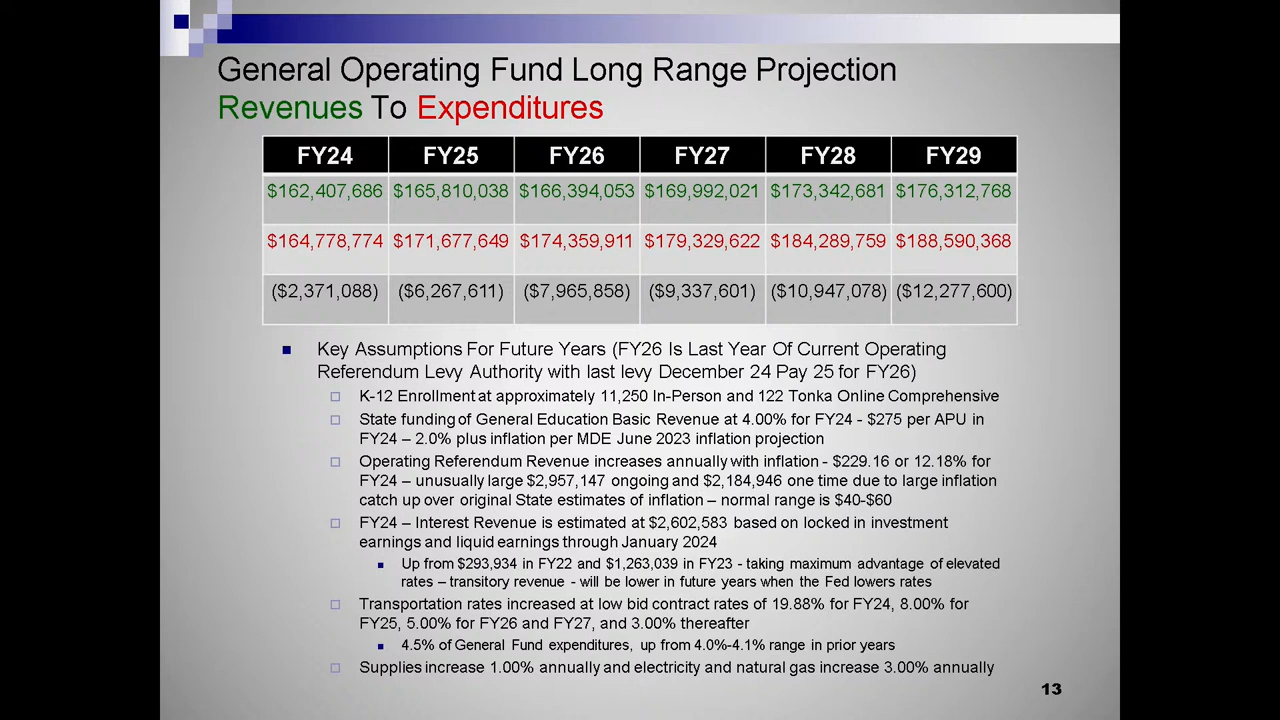 General Operating Fund Long Range Projection
Revenues To Expenditures
FY24 FY25 FY26 FY27 FY28 FY29
$162,407,686 $165,810,038 $166,394,053 $169,992,021 $173,342,681 $176,312,768
$164,778,774 $171,677,649 $174,359,911 $179,329,622 $184,289,759 $188,590,368
($2,371,088) ($6,267,611) ($7,965,858) ($9,337,601) ($10,947,078) ($12,277,600)
Key Assumptions For Future Years (FY26 Is Last Year Of Current Operating
Referendum Levy Authority with last levy December 24 Pay 25 for FY26)
K-12 Enrollment at approximately 11,250 In-Person and 122 Tonka Online Comprehensive
State funding of General Education Basic Revenue at 4.00% for FY24 - $275 per APU in
FY24 – 2.0% plus inflation per MDE June 2023 inflation projection
Operating Referendum Revenue increases annually with inflation - $229.16 or 12.18% for
FY24 – unusually large $2,957,147 ongoing and $2,184,946 one time due to large inflation
catch up over original State estimates of inflation – normal range is $40-$60
FY24 – Interest Revenue is estimated at $2,602,583 based on locked in investment
earnings and liquid earnings through January 2024
Up from $293,934 in FY22 and $1,263,039 in FY23 - taking maximum advantage of elevated
rates – transitory revenue - will be lower in future years when the Fed lowers rates
Transportation rates increased at low bid contract rates of 19.88% for FY24, 8.00% for
FY25, 5.00% for FY26 and FY27, and 3.00% thereafter
4.5% of General Fund expenditures, up from 4.0%-4.1% range in prior years
Supplies increase 1.00% annually and electricity and natural gas increase 3.00% annually
13